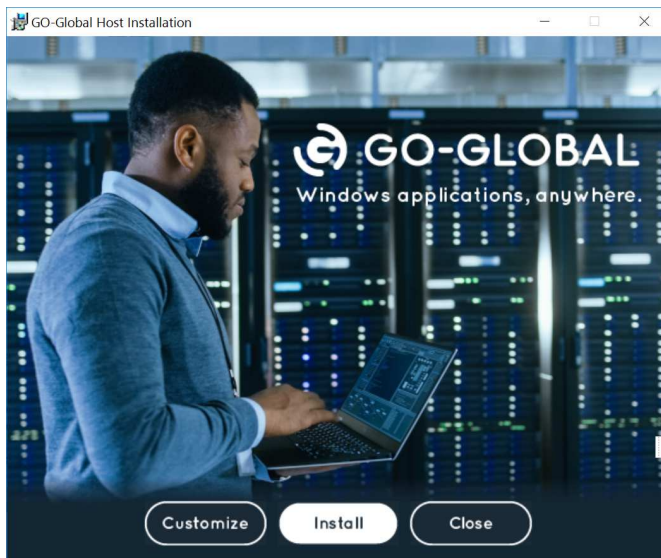 GO-Global Host Installation
GO-GLOBAL
Windows applications, anywhere.
Customize
Install
Close